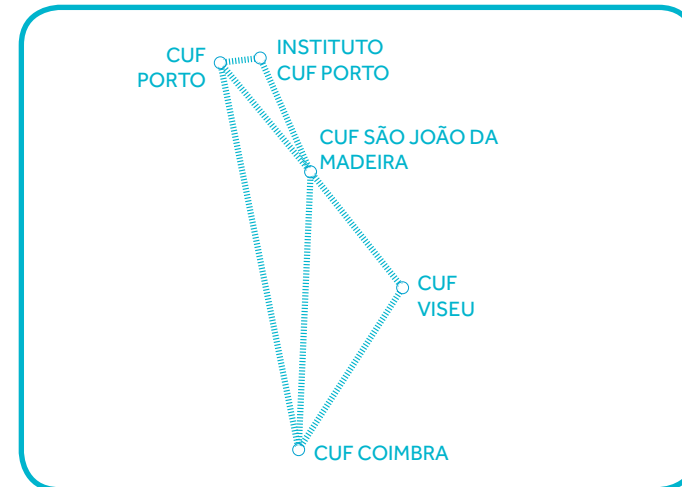 CUF
PORTO
INSTITUTO
CUF PORTO
CUF SÃO JOÃO DA
MADEIRA
CUF
VISEU
CUF COIMBRA